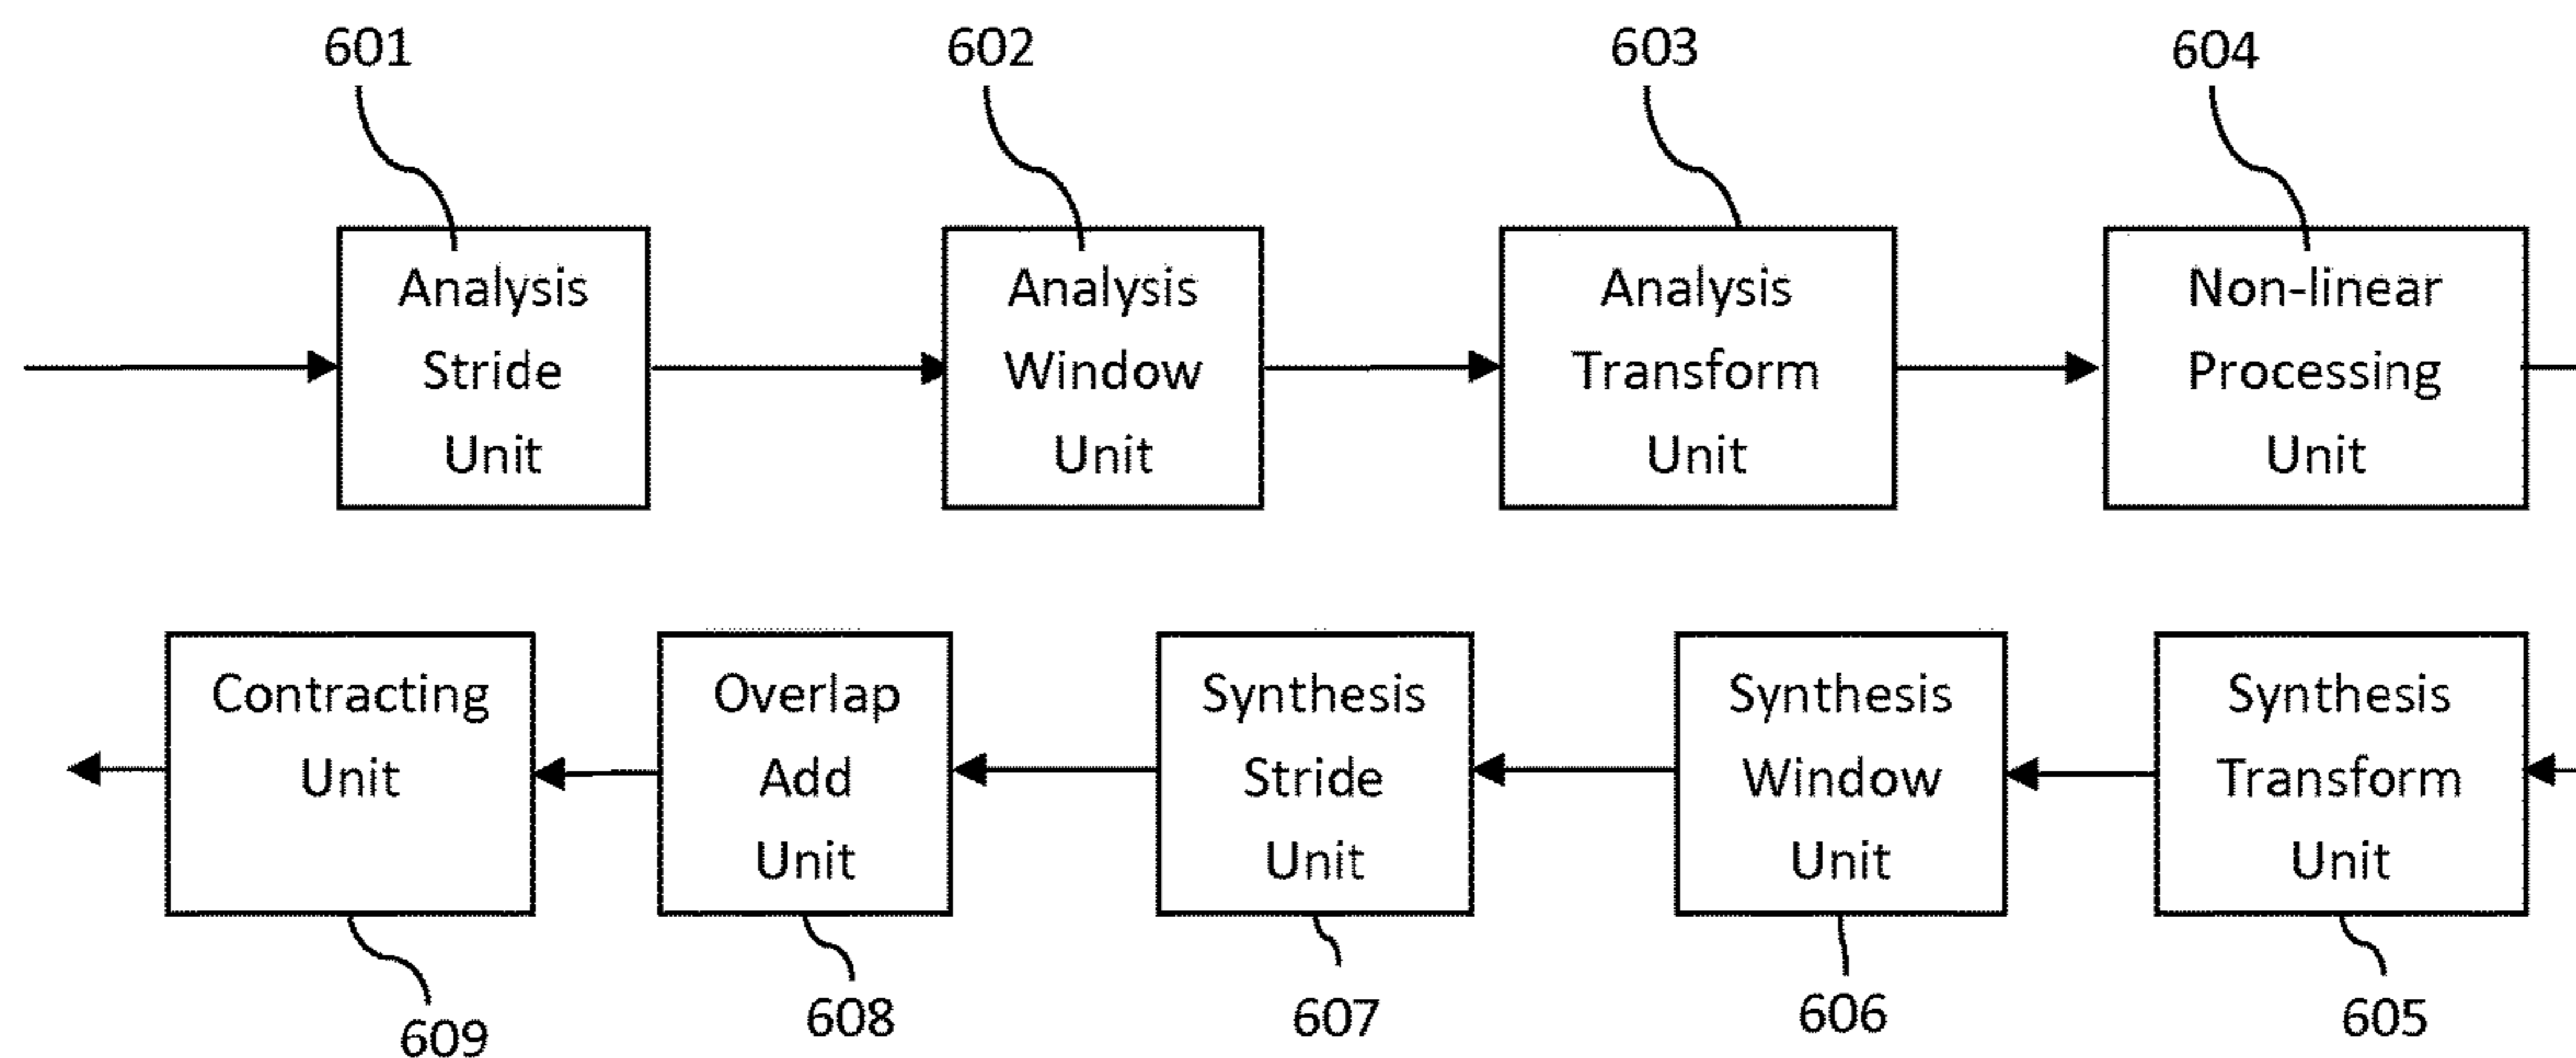 601
602
603
604
Analysis
Stride
Unit
Analysis
Window
Unit
Analysis
Transform
Unit
Non-linear
Processing
Unit
Contracting
Unit
Overlap
Add
Unit
Synthesis
Stride
Unit
Synthesis
Window
Unit
Synthesis
Transform
Unit
609
608
607
606
605